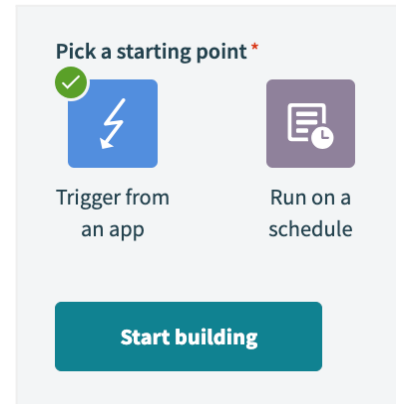 Pick a starting point *
Trigger from
an app
Run on a
schedule
Start building